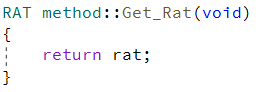 RAT method::Get_Rat(void)
{
    return rat;
}